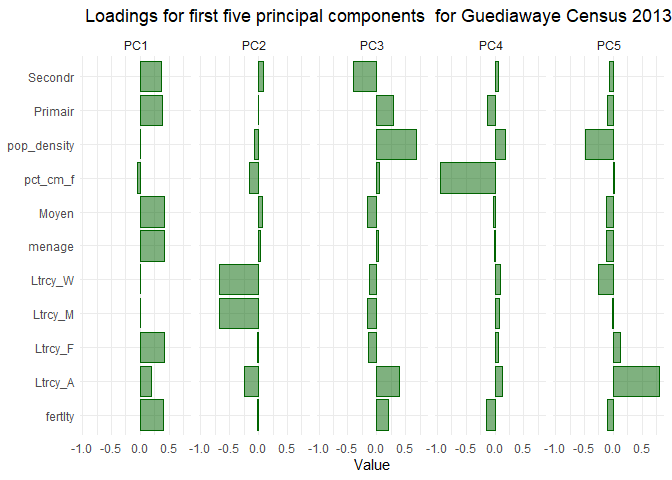 Loadings for first five principal components  for Guediawaye Census 2013
PC1 PC2 PC3 PC4 PC5
Secondr
Primair
pop_density
pct_cm_f
Moyen
menage
Ltrcy_W
Ltrcy_M
Ltrcy_F
Ltrcy_A
fertlty
-1.0 -0.5 0.0 0.5 -1.0 -0.5 0.0 0.5 -1.0 -0.5 0.0 0.5 -1.0 -0.5 0.0 0.5 -1.0 -0.5 0.0 0.5
Value